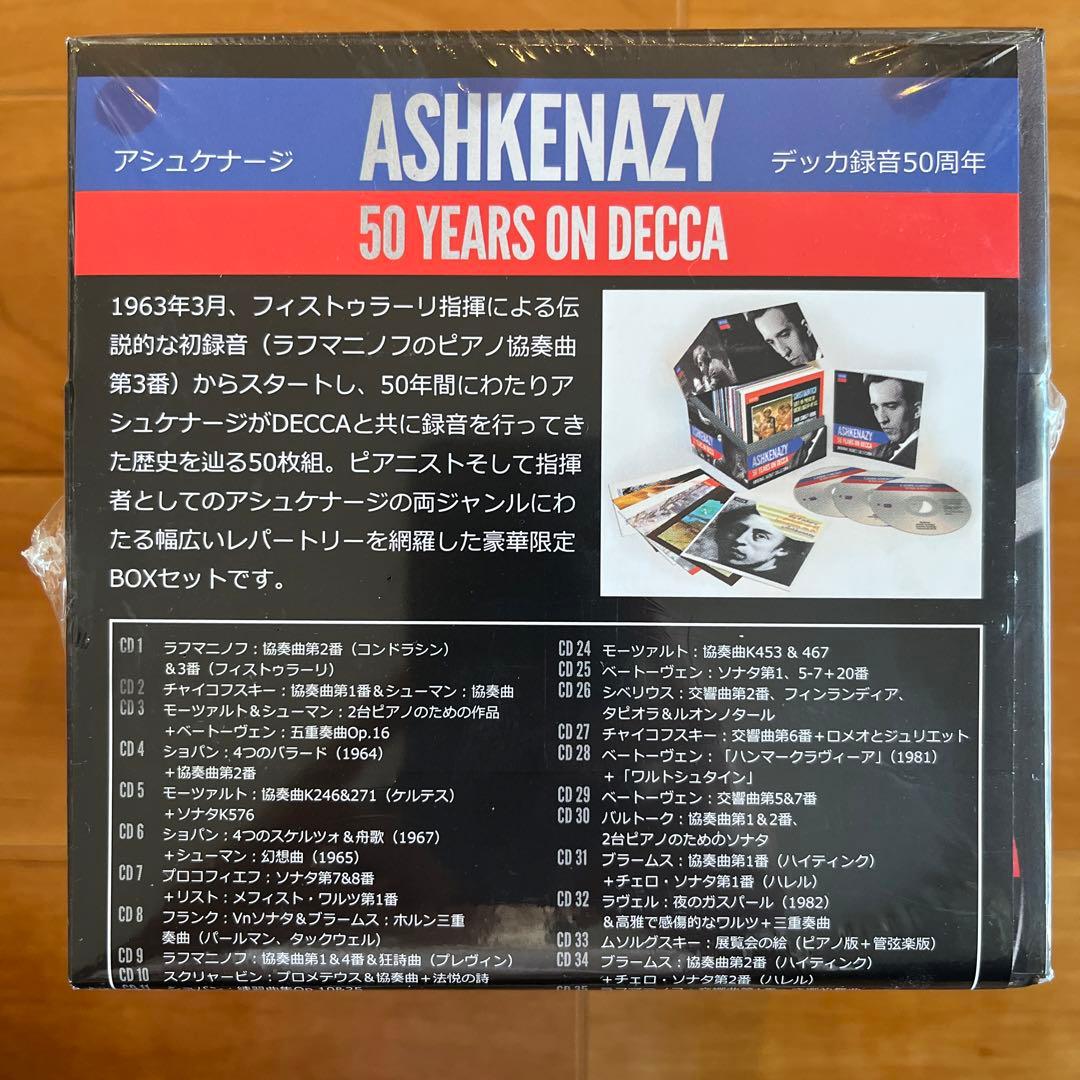 ASHKENAZY
アシュケナージ
デッカ録音50周年
50 YEARS ON DECCA
1963年3月、フィストゥラーリ指揮による伝
説的な初録音（ラフマニノフのピアノ協奏曲
第3番）からスタートし、50年間にわたりア
シュケナージがDECCAと共に録音を行ってき
た歴史を辿る50枚組。ピアニストそして指揮
者としてのアシュケナージの両ジャンルにわ
たる幅広いレパートリーを網羅した豪華限定
BOXセットです。
ASHKENAZY
50 YEARS ON DECCA
ASHKENAZY
50 YEARS ON DECCA
CD 1 ラフマニノフ：協奏曲第2番（コンドラシン）
＆3番（フィストゥラーリ）
CD 2 チャイコフスキー：協奏曲第1番＆シューマン：協奏曲
CD 3 モーツァルト＆シューマン：2台ピアノのための作品
＋ベートーヴェン：五重奏曲Op.16
CD 4 ショパン：4つのバラード（1964）
＋協奏曲第2番
CD 5 モーツァルト：協奏曲K246&271（ケルテス）
＋ソナタK576
CD 6 ショパン：4つのスケルツォ＆舟歌（1967）
＋シューマン：幻想曲（1965）
CD 7 プロコフィエフ：ソナタ第7&8番
＋リスト：メフィスト・ワルツ第1番
CD 8 フランク：Vnソナタ＆ブラームス：ホルン三重
奏曲（パールマン、タックウェル）
CD 9 ラフマニノフ：協奏曲第1＆4番＆狂詩曲（プレヴィン）
CD 10 スクリャービン：プロメテウス＆協奏曲＋法悦の詩
CD 24 モーツァルト：協奏曲K453 & 467
CD 25 ベートーヴェン：ソナタ第1、5-7＋20番
CD 26 シベリウス：交響曲第2番、フィンランディア、
タピオラ＆ルオンノタール
CD 27 チャイコフスキー：交響曲第6番＋ロメオとジュリエット
CD 28 ベートーヴェン：「ハンマークラヴィーア」（1981）
＋「ワルトシュタイン」
CD 29 ベートーヴェン：交響曲第5&7番
CD 30 バルトーク：協奏曲第1＆2番、
2台ピアノのためのソナタ
CD 31 ブラームス：協奏曲第1番（ハイティンク）
＋チェロ・ソナタ第1番（ハレル）
CD 32 ラヴェル：夜のガスパール（1982）
＆高雅で感傷的なワルツ＋三重奏曲
CD 33 ムソルグスキー：展覧会の絵（ピアノ版＋管弦楽版）
CD 34 ブラームス：協奏曲第2番（ハイティンク）
＋チェロ・ソナタ第2番（ハレル）